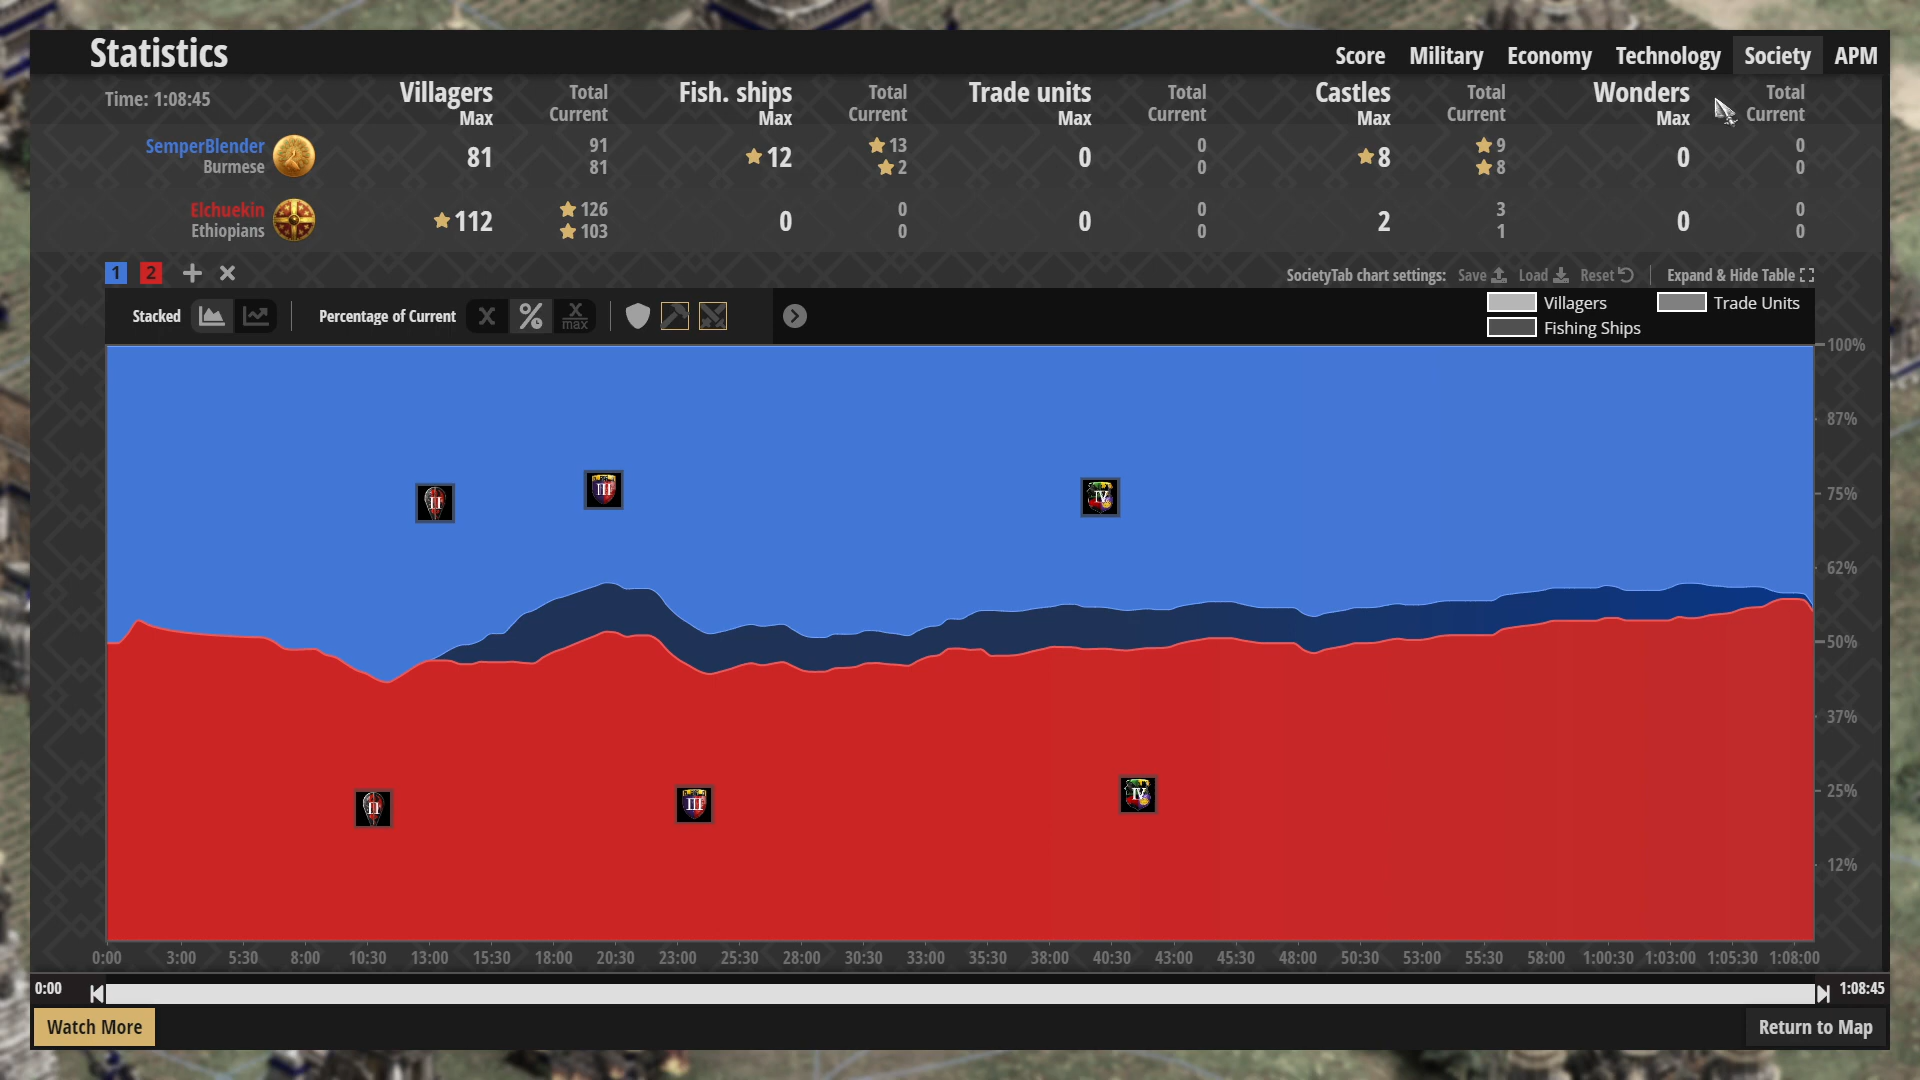 Statistics
Score Military Economy Technology Society APM
Time: 1:08:45
Villagers Max Total Current
Fish. ships Max Total Current
Trade units Max Total Current
Castles Max Total Current
Wonders Max Total Current
SemperBlender
Burmese
81 91 81 12 13 2 0 0 0 8 9 8 0 0 0
Elchuekin
Ethiopians
112 126 103 0 0 0 0 0 0 2 3 1 0 0 0
1 2
SocietyTab chart settings: Save Load Reset Expand & Hide Table
Stacked Percentage of Current X % X max
Villagers Trade Units
Fishing Ships
100%
87%
75%
62%
50%
37%
25%
12%
II III IV
II III IV
0:00 3:00 5:30 8:00 10:30 13:00 15:30 18:00 20:30 23:00 25:30 28:00 30:30 33:00 35:30 38:00 40:30 43:00 45:30 48:00 50:30 53:00 55:30 58:00 1:00:30 1:03:00 1:05:30 1:08:00
0:00 1:08:45
Watch More Return to Map